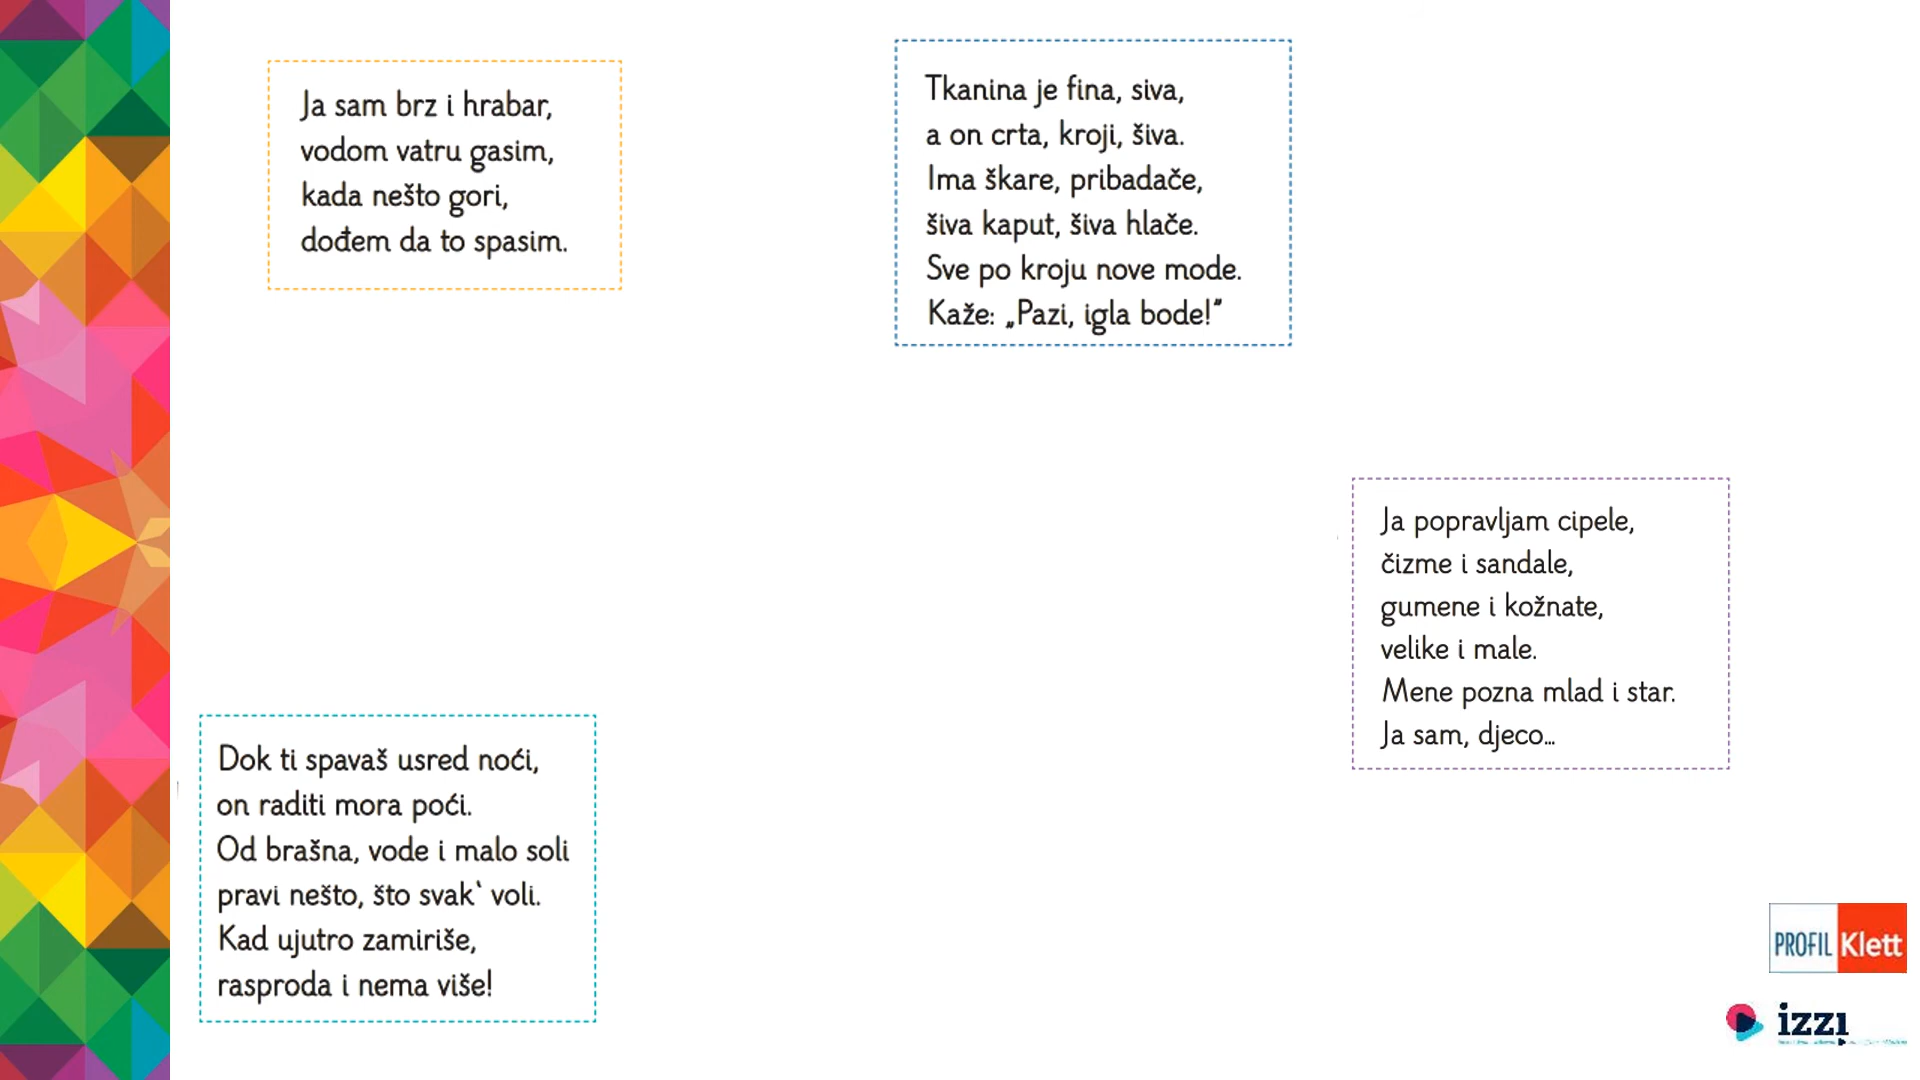 Ja sam brz i hrabar,
vodom vatru gasim,
kada nešto gori,
dođem da to spasim.
Tkanina je fina, siva,
a on crta, kroji, šiva.
Ima škare, pribadače,
šiva kaput, šiva hlače.
Sve po kroju nove mode.
Kaže: „Pazi, igla bode!”
Ja popravljam cipele,
čizme i sandale,
gumene i kožnate,
velike i male.
Mene pozna mlad i star.
Ja sam, djeco...
Dok ti spavaš usred noći,
on raditi mora poći.
Od brašna, vode i malo soli
pravi nešto, što svak‛ voli.
Kad ujutro zamiriše,
rasproda i nema više!
PROFIL Klett
izzi